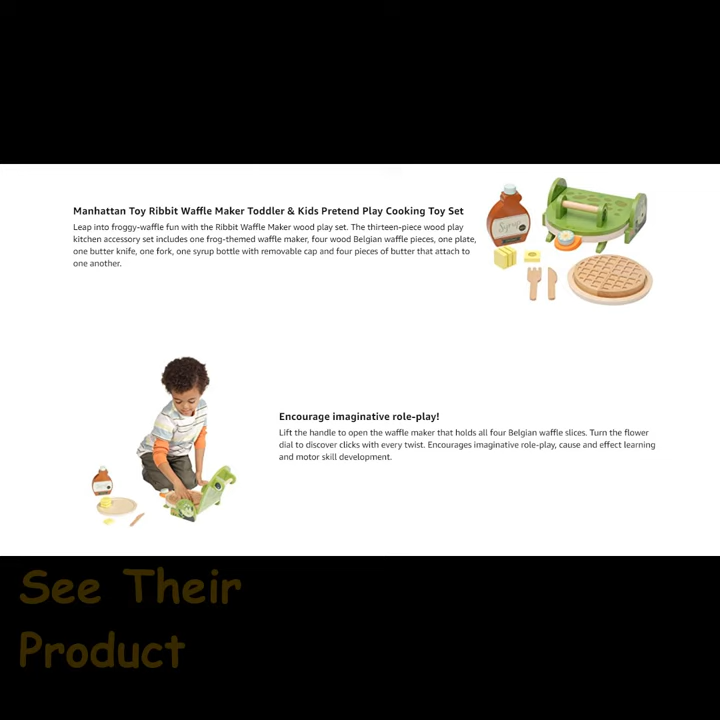 Manhattan Toy Ribbit Waffle Maker Toddler & Kids Pretend Play Cooking Toy Set
Leap into froggy-waffle fun with the Ribbit Waffle Maker wood play set. The thirteen-piece wood play
kitchen accessory set includes one frog-themed waffle maker, four wood Belgian waffle pieces, one plate,
one butter knife, one fork, one syrup bottle with removable cap and four pieces of butter that attach to
one another.
Syrup
Encourage imaginative role-play!
Lift the handle to open the waffle maker that holds all four Belgian waffle slices. Turn the flower
dial to discover clicks with every twist. Encourages imaginative role-play, cause and effect learning
and motor skill development.
See Their
Product